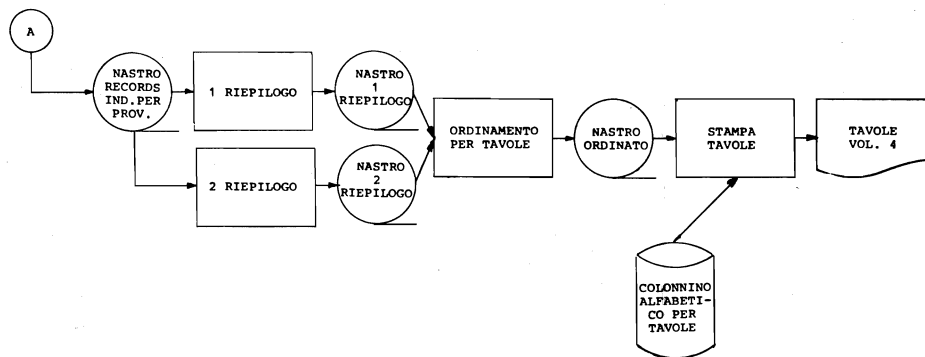 A
NASTRO
RECORDS
IND.PER
PROV.
1 RIEPILOGO
NASTRO
1
RIEPILOGO
2 RIEPILOGO
NASTRO
2
RIEPILOGO
ORDINAMENTO
PER TAVOLE
NASTRO
ORDINATO
STAMPA
TAVOLE
TAVOLE
VOL. 4
COLONNINO
ALFABETI-
CO PER
TAVOLE